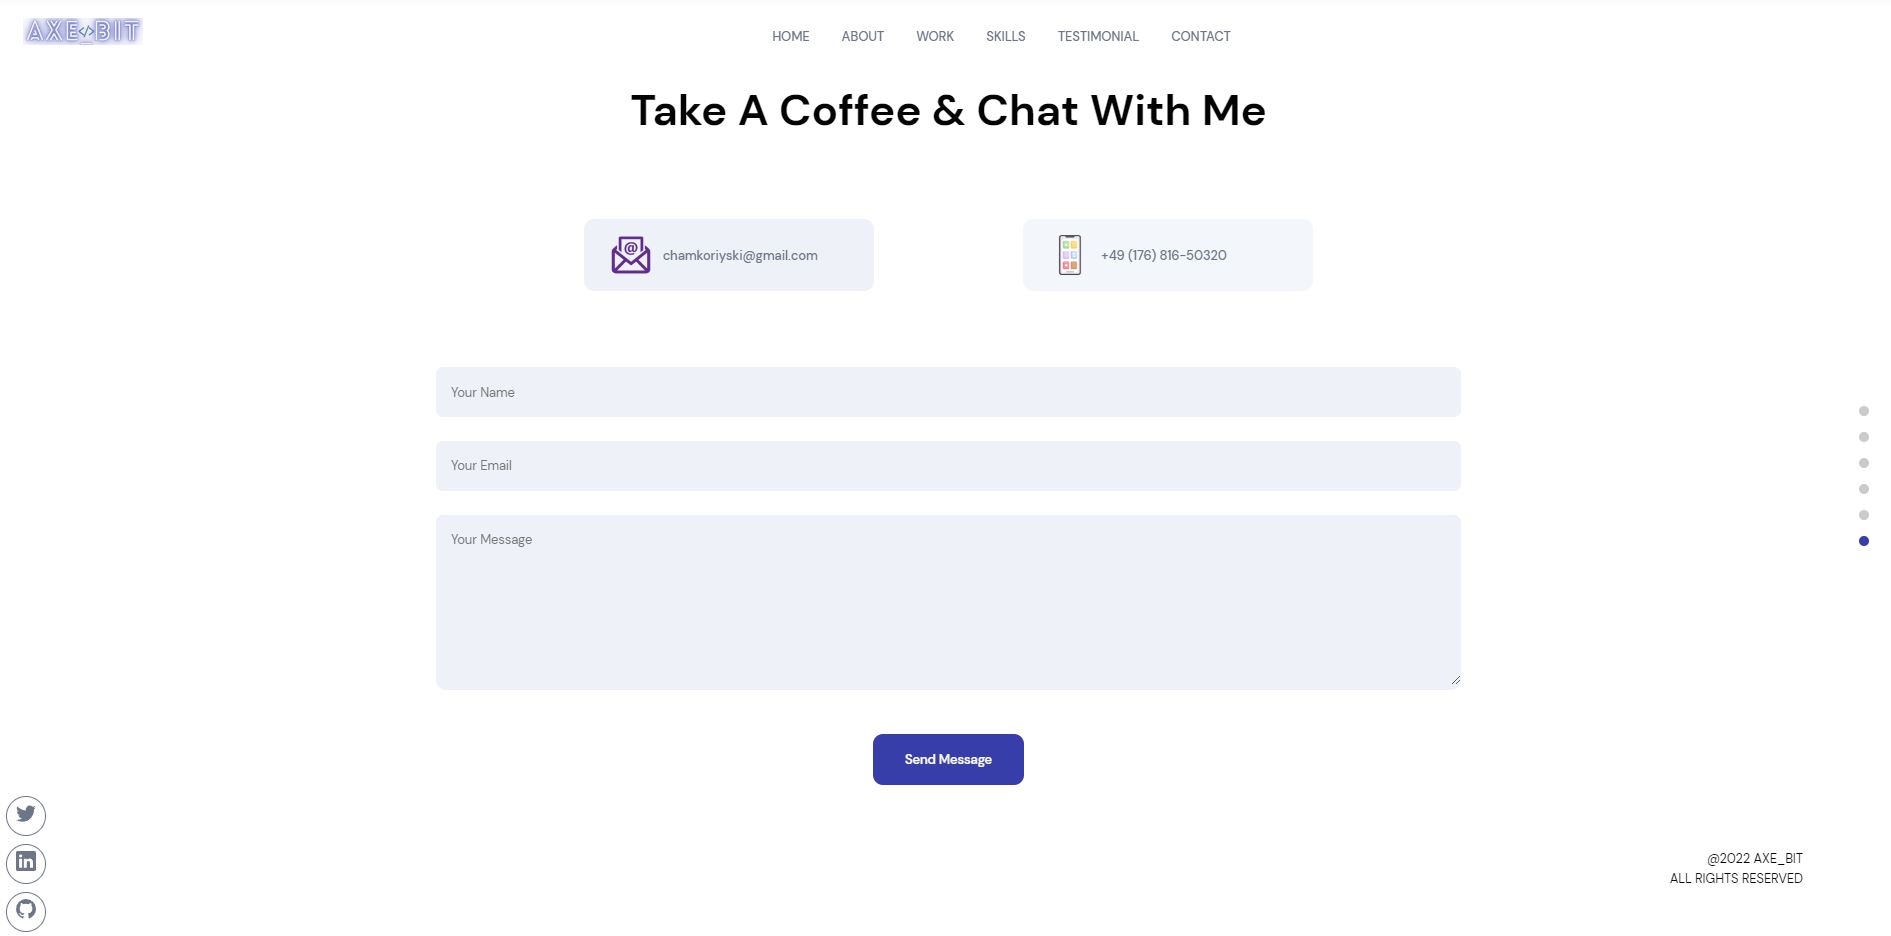 AXE</>_BIT
HOME ABOUT WORK SKILLS TESTIMONIAL CONTACT
Take A Coffee & Chat With Me
chamkoriyski@gmail.com
+49 (176) 816-50320
Your Name
Your Email
Your Message
Send Message
@2022 AXE_BIT
ALL RIGHTS RESERVED